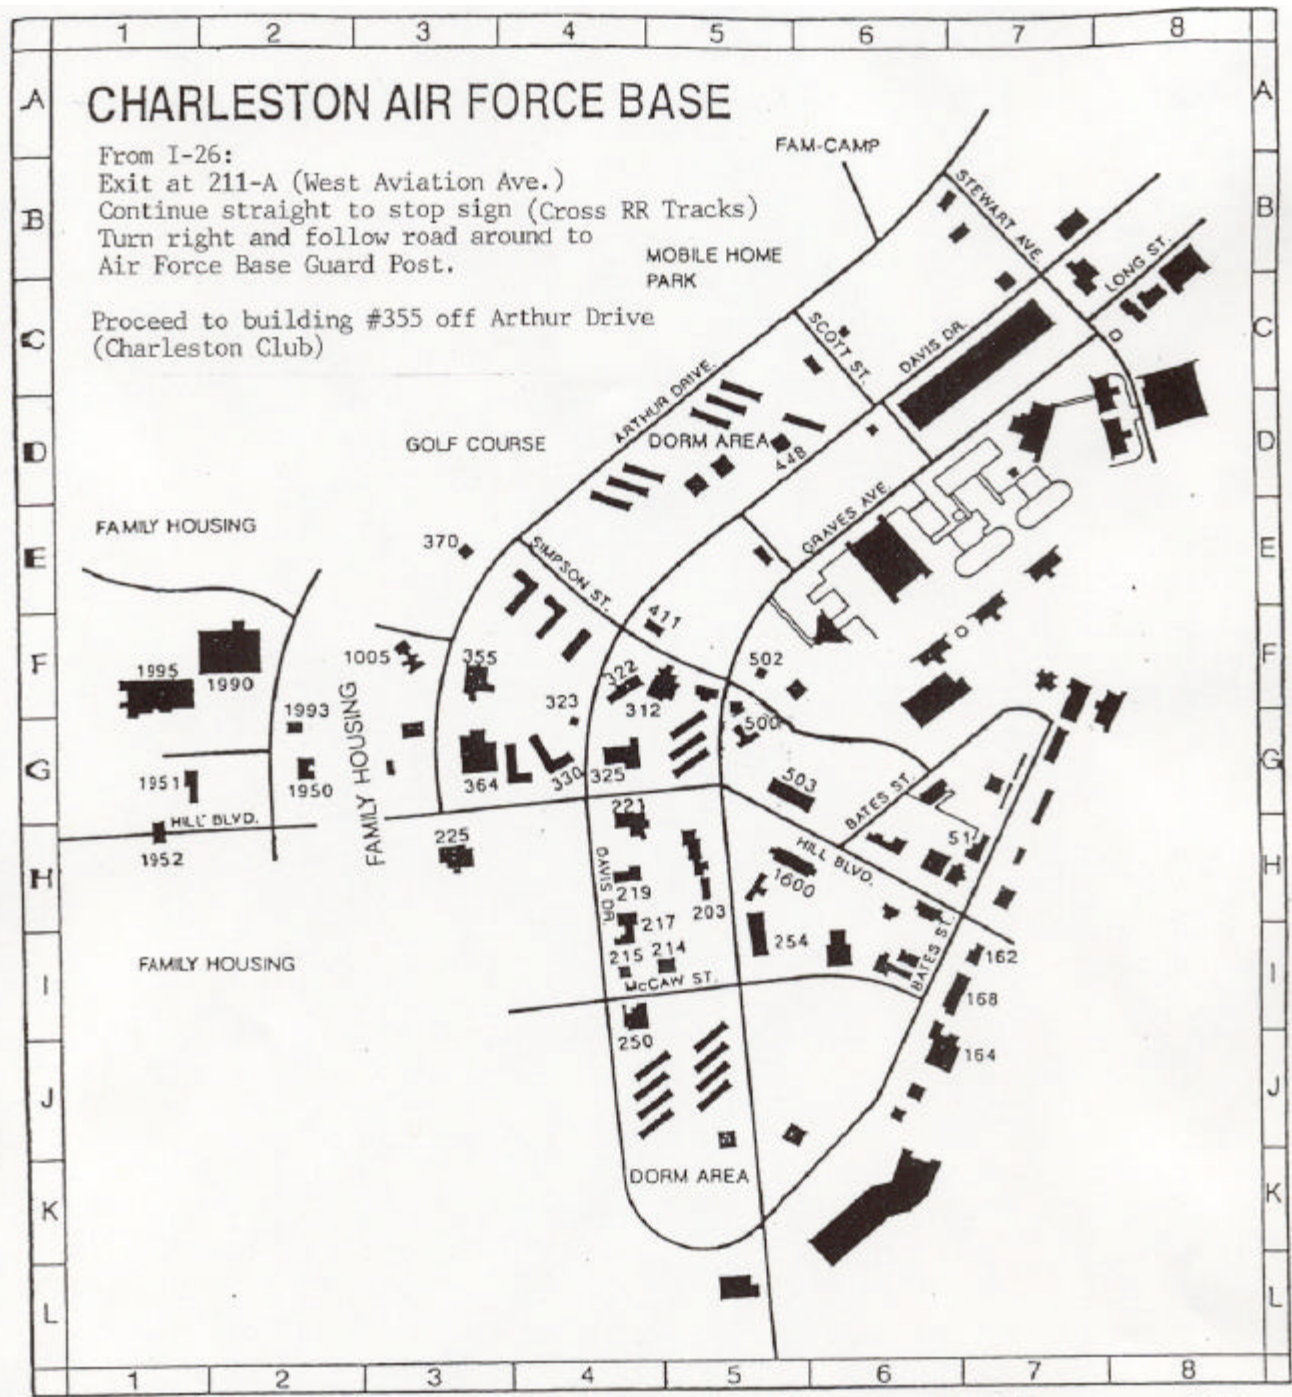 1 2 3 4 5 6 7 8
A A
CHARLESTON AIR FORCE BASE
FAM-CAMP
From I-26:
Exit at 211-A (West Aviation Ave.)
Continue straight to stop sign (Cross RR Tracks)
Turn right and follow road around to
Air Force Base Guard Post.
STEWART AVE.
B B
MOBILE HOME
PARK
LONG ST.
Proceed to building #355 off Arthur Drive
(Charleston Club)
C C
SCOTT ST.
DAVIS DR.
ARTHUR DRIVE.
GOLF COURSE
DORM AREA
448
D D
GRAVES AVE.
FAMILY HOUSING
370
SIMPSON ST.
E E
411
1005
355
322
502
F F
1995
1990
1993
323
312
500
FAMILY HOUSING
G G
1951
1950
364
330
325
503
BATES ST.
HILL BLVD.
1952
225
221
51
HILL BLVD.
H H
DAVIS DR.
219
203
1600
217
215 214
254
BATES ST.
162
FAMILY HOUSING
McCAW ST.
I I
168
250
164
J J
DORM AREA
K K
L L
1 2 3 4 5 6 7 8